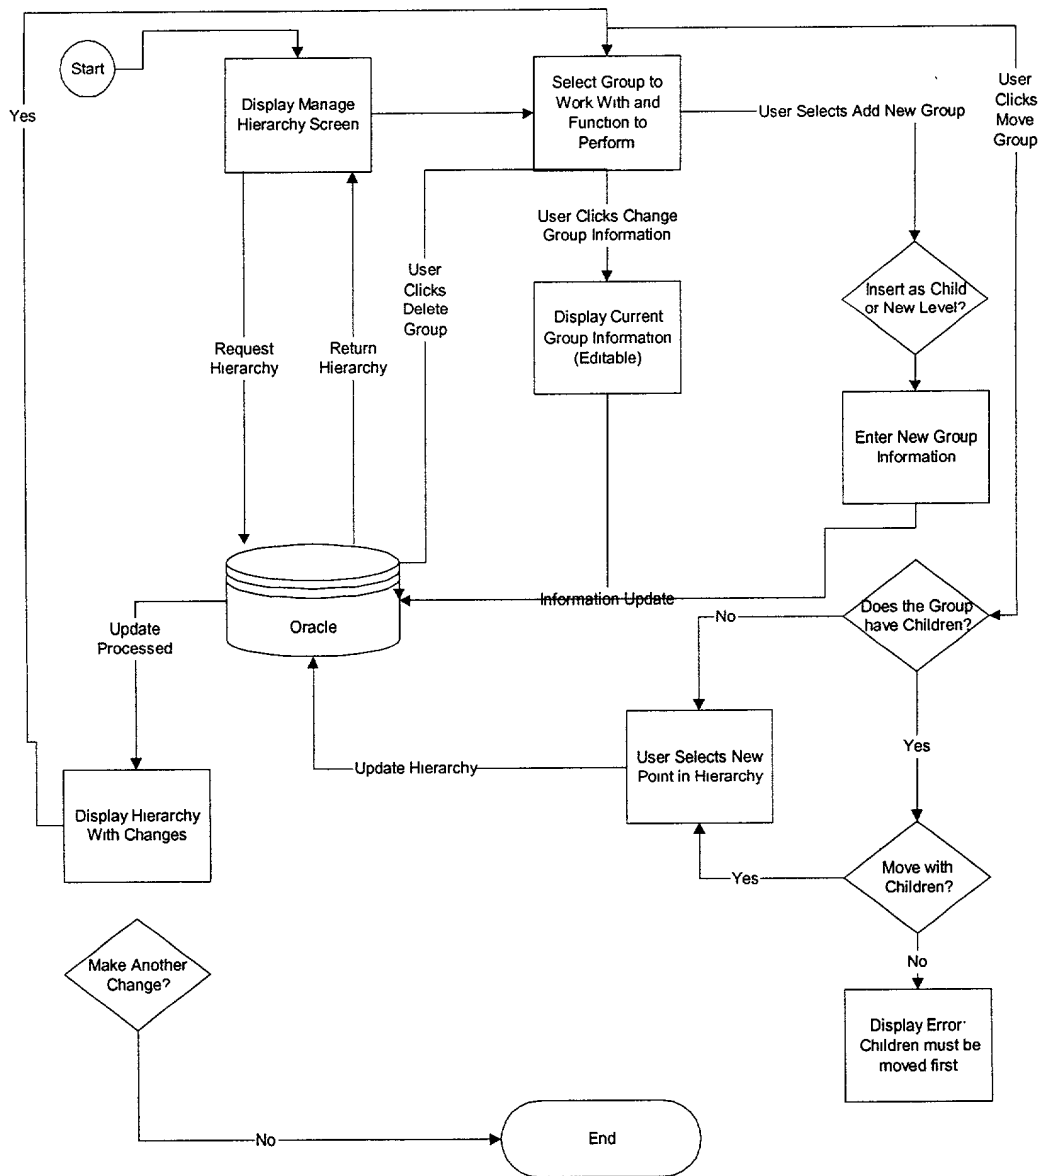 Start
Yes
Display Manage
Hierarchy Screen
Select Group to
Work With and
Function to
Perform
User Selects Add New Group
User
Clicks
Move
Group
User Clicks Change
Group Information
User
Clicks
Delete
Group
Insert as Child
or New Level?
Display Current
Group Information
(Editable)
Request
Hierarchy
Return
Hierarchy
Enter New Group
Information
Information Update
Oracle
Does the Group
have Children?
No
Update
Processed
Yes
User Selects New
Point in Hierarchy
Update Hierarchy
Display Hierarchy
With Changes
Move with
Children?
Yes
Make Another
Change?
No
Display Error:
Children must be
moved first
No
End